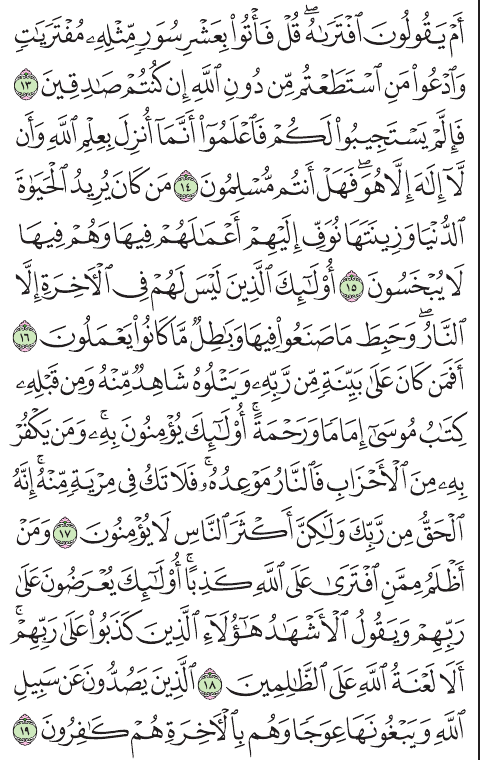 أَمْ يَقُولُونَ ٱفْتَرَىٰهُ ۖ قُلْ فَأْتُوا۟ بِعَشْرِ سُوَرٍ مِّثْلِهِۦ مُفْتَرَيَٰتٍ
وَٱدْعُوا۟ مَنِ ٱسْتَطَعْتُم مِّن دُونِ ٱللَّهِ إِن كُنتُمْ صَٰدِقِينَ ١٣
فَإِلَّمْ يَسْتَجِيبُوا۟ لَكُمْ فَٱعْلَمُوٓا۟ أَنَّمَآ أُنزِلَ بِعِلْمِ ٱللَّهِ وَأَن
لَّآ إِلَٰهَ إِلَّا هُوَ ۖ فَهَلْ أَنتُم مُّسْلِمُونَ ١٤ مَن كَانَ يُرِيدُ ٱلْحَيَوٰةَ
ٱلدُّنْيَا وَزِينَتَهَا نُوَفِّ إِلَيْهِمْ أَعْمَٰلَهُمْ فِيهَا وَهُمْ فِيهَا
لَا يُبْخَسُونَ ١٥ أُو۟لَٰٓئِكَ ٱلَّذِينَ لَيْسَ لَهُمْ فِى ٱلْءَاخِرَةِ إِلَّا
ٱلنَّارُ ۖ وَحَبِطَ مَا صَنَعُوا۟ فِيهَا وَبَٰطِلٌ مَّا كَانُوا۟ يَعْمَلُونَ ١٦
أَفَمَن كَانَ عَلَىٰ بَيِّنَةٍ مِّن رَّبِّهِۦ وَيَتْلُوهُ شَاهِدٌ مِّنْهُ وَمِن قَبْلِهِۦ
كِتَٰبُ مُوسَىٰٓ إِمَامًا وَرَحْمَةً ۚ أُو۟لَٰٓئِكَ يُؤْمِنُونَ بِهِۦ ۚ وَمَن يَكْفُرْ
بِهِۦ مِنَ ٱلْأَحْزَابِ فَٱلنَّارُ مَوْعِدُهُۥ ۚ فَلَا تَكُ فِى مِرْيَةٍ مِّنْهُ ۚ إِنَّهُ
ٱلْحَقُّ مِن رَّبِّكَ وَلَٰكِنَّ أَكْثَرَ ٱلنَّاسِ لَا يُؤْمِنُونَ ١٧ وَمَنْ
أَظْلَمُ مِمَّنِ ٱفْتَرَىٰ عَلَى ٱللَّهِ كَذِبًا ۚ أُو۟لَٰٓئِكَ يُعْرَضُونَ عَلَىٰ
رَبِّهِمْ وَيَقُولُ ٱلْأَشْهَٰدُ هَٰٓؤُلَآءِ ٱلَّذِينَ كَذَبُوا۟ عَلَىٰ رَبِّهِمْ ۚ
أَلَا لَعْنَةُ ٱللَّهِ عَلَى ٱلظَّٰلِمِينَ ١٨ ٱلَّذِينَ يَصُدُّونَ عَن سَبِيلِ
ٱللَّهِ وَيَبْغُونَهَا عِوَجًا وَهُم بِٱلْءَاخِرَةِ هُمْ كَٰفِرُونَ ١٩